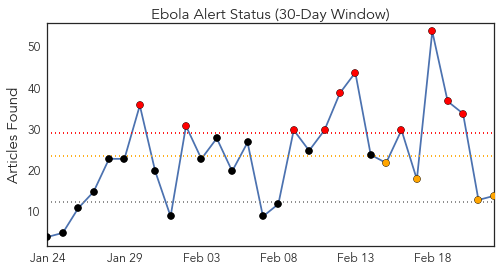 Ebola Alert Status (30-Day Window)
Articles Found
50
40
30
20
10
Jan 24 Jan 29 Feb 03 Feb 08 Feb 13 Feb 18